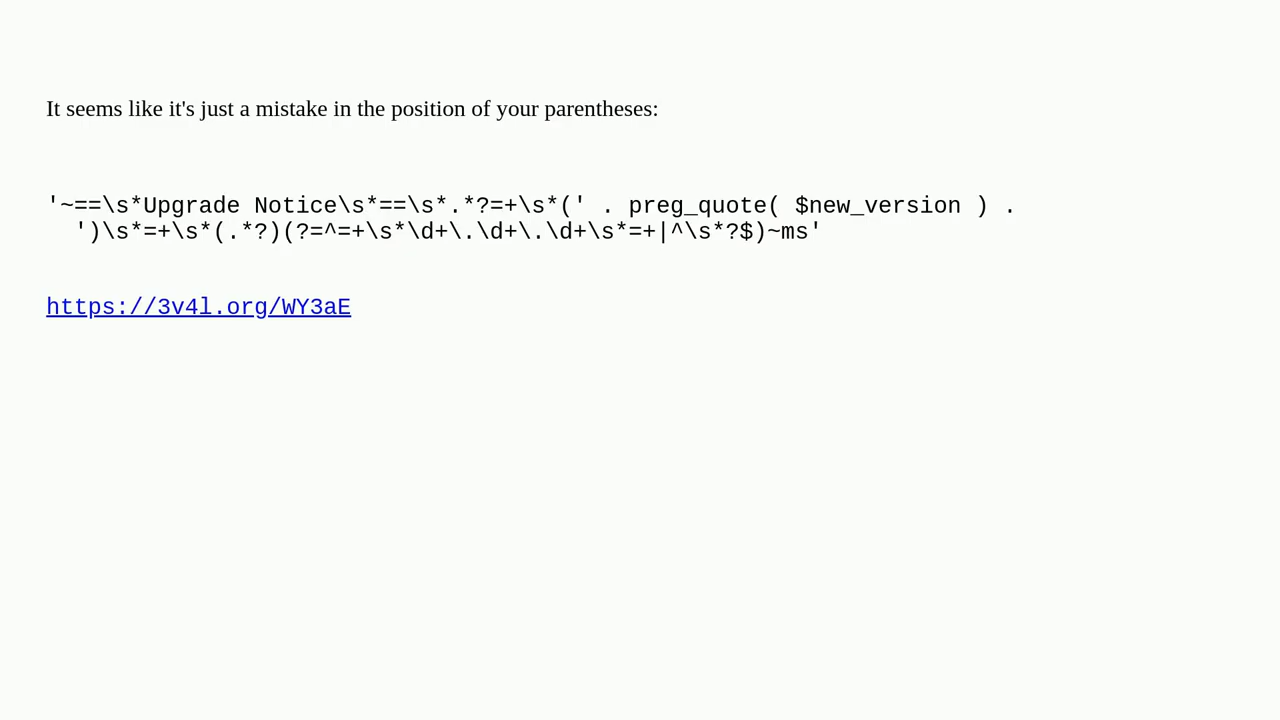 It seems like it's just a mistake in the position of your parentheses:
'~==\s*Upgrade Notice\s*==\s*.*?=+\s*(' . preg_quote( $new_version ) .
  ')\s*=+\s*(.*?)(?=^=+\s*\d+\.\d+\.\d+\s*=+|^\s*?$)~ms'
https://3v4l.org/WY3aE